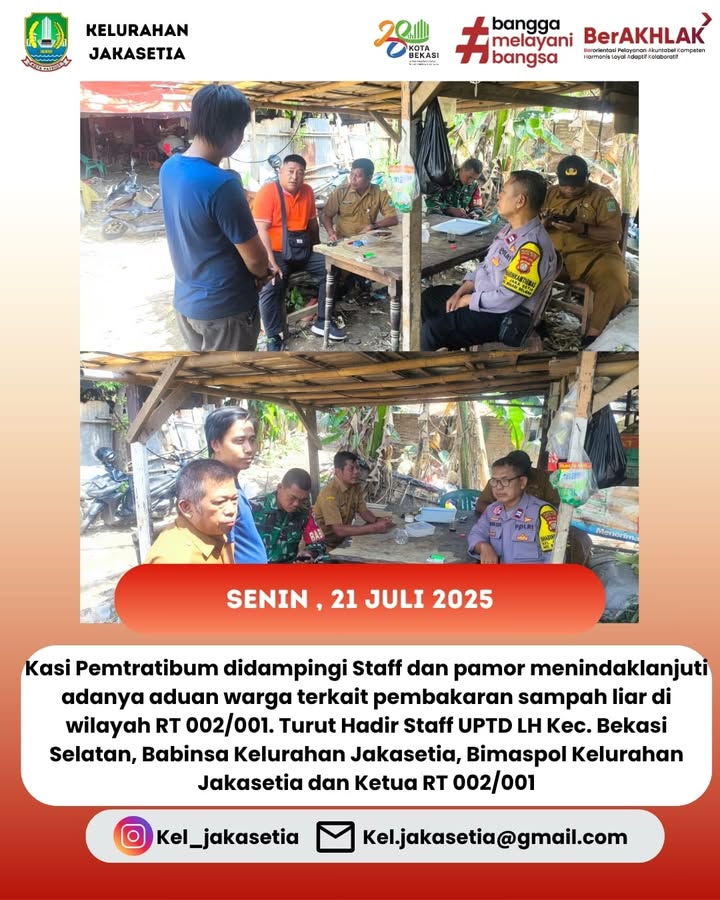 KELURAHAN
JAKASETIA
KOTA
BEKASI
#bangga
melayani
bangsa
BerAKHLAK
Berorientasi Pelayanan Akuntabel Kompeten
Harmonis Loyal Adaptif Kolaboratif
POLRI
SENIN , 21 JULI 2025
Kasi Pemtratibum didampingi Staff dan pamor menindaklanjuti
adanya aduan warga terkait pembakaran sampah liar di
wilayah RT 002/001. Turut Hadir Staff UPTD LH Kec. Bekasi
Selatan, Babinsa Kelurahan Jakasetia, Bimaspol Kelurahan
Jakasetia dan Ketua RT 002/001
Kel_jakasetia
Kel.jakasetia@gmail.com